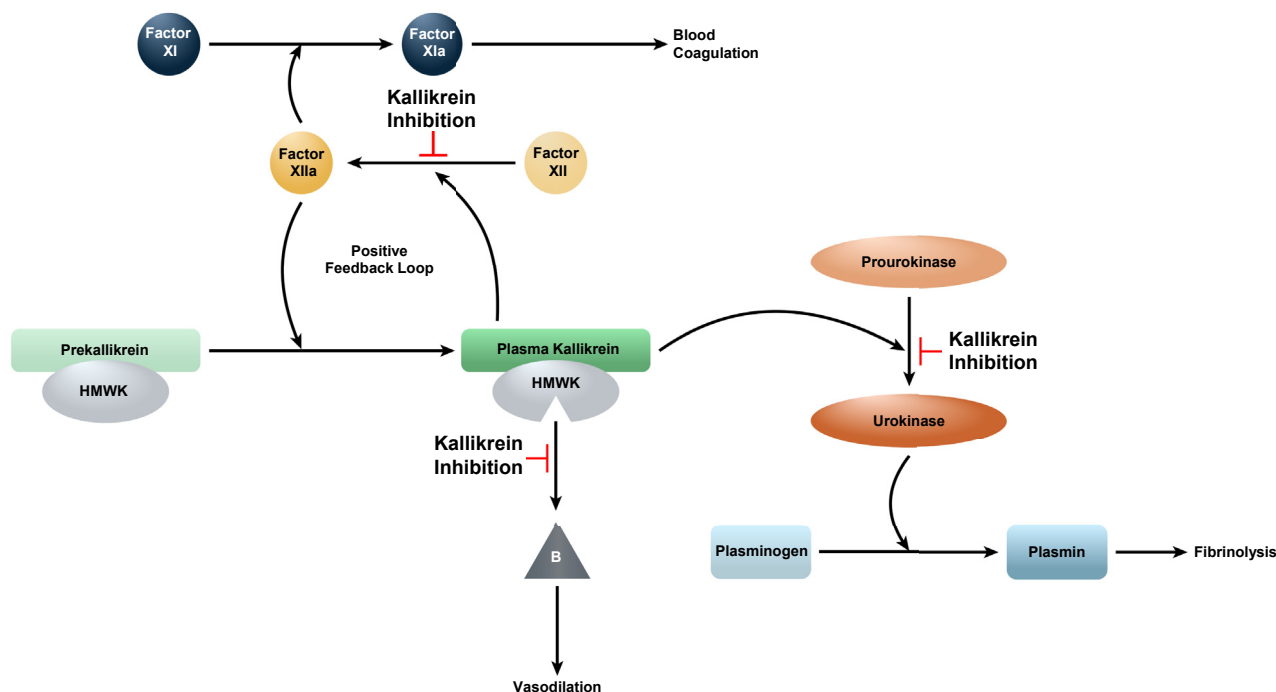 Factor
XI
Factor
XIa
Blood
Coagulation
Kallikrein
Inhibition
Factor
XIIa
Factor
XII
Positive
Feedback Loop
Prourokinase
Prekallikrein
HMWK
Plasma Kallikrein
HMWK
Kallikrein
Inhibition
Urokinase
Kallikrein
Inhibition
B
Plasminogen
Plasmin
Fibrinolysis
Vasodilation